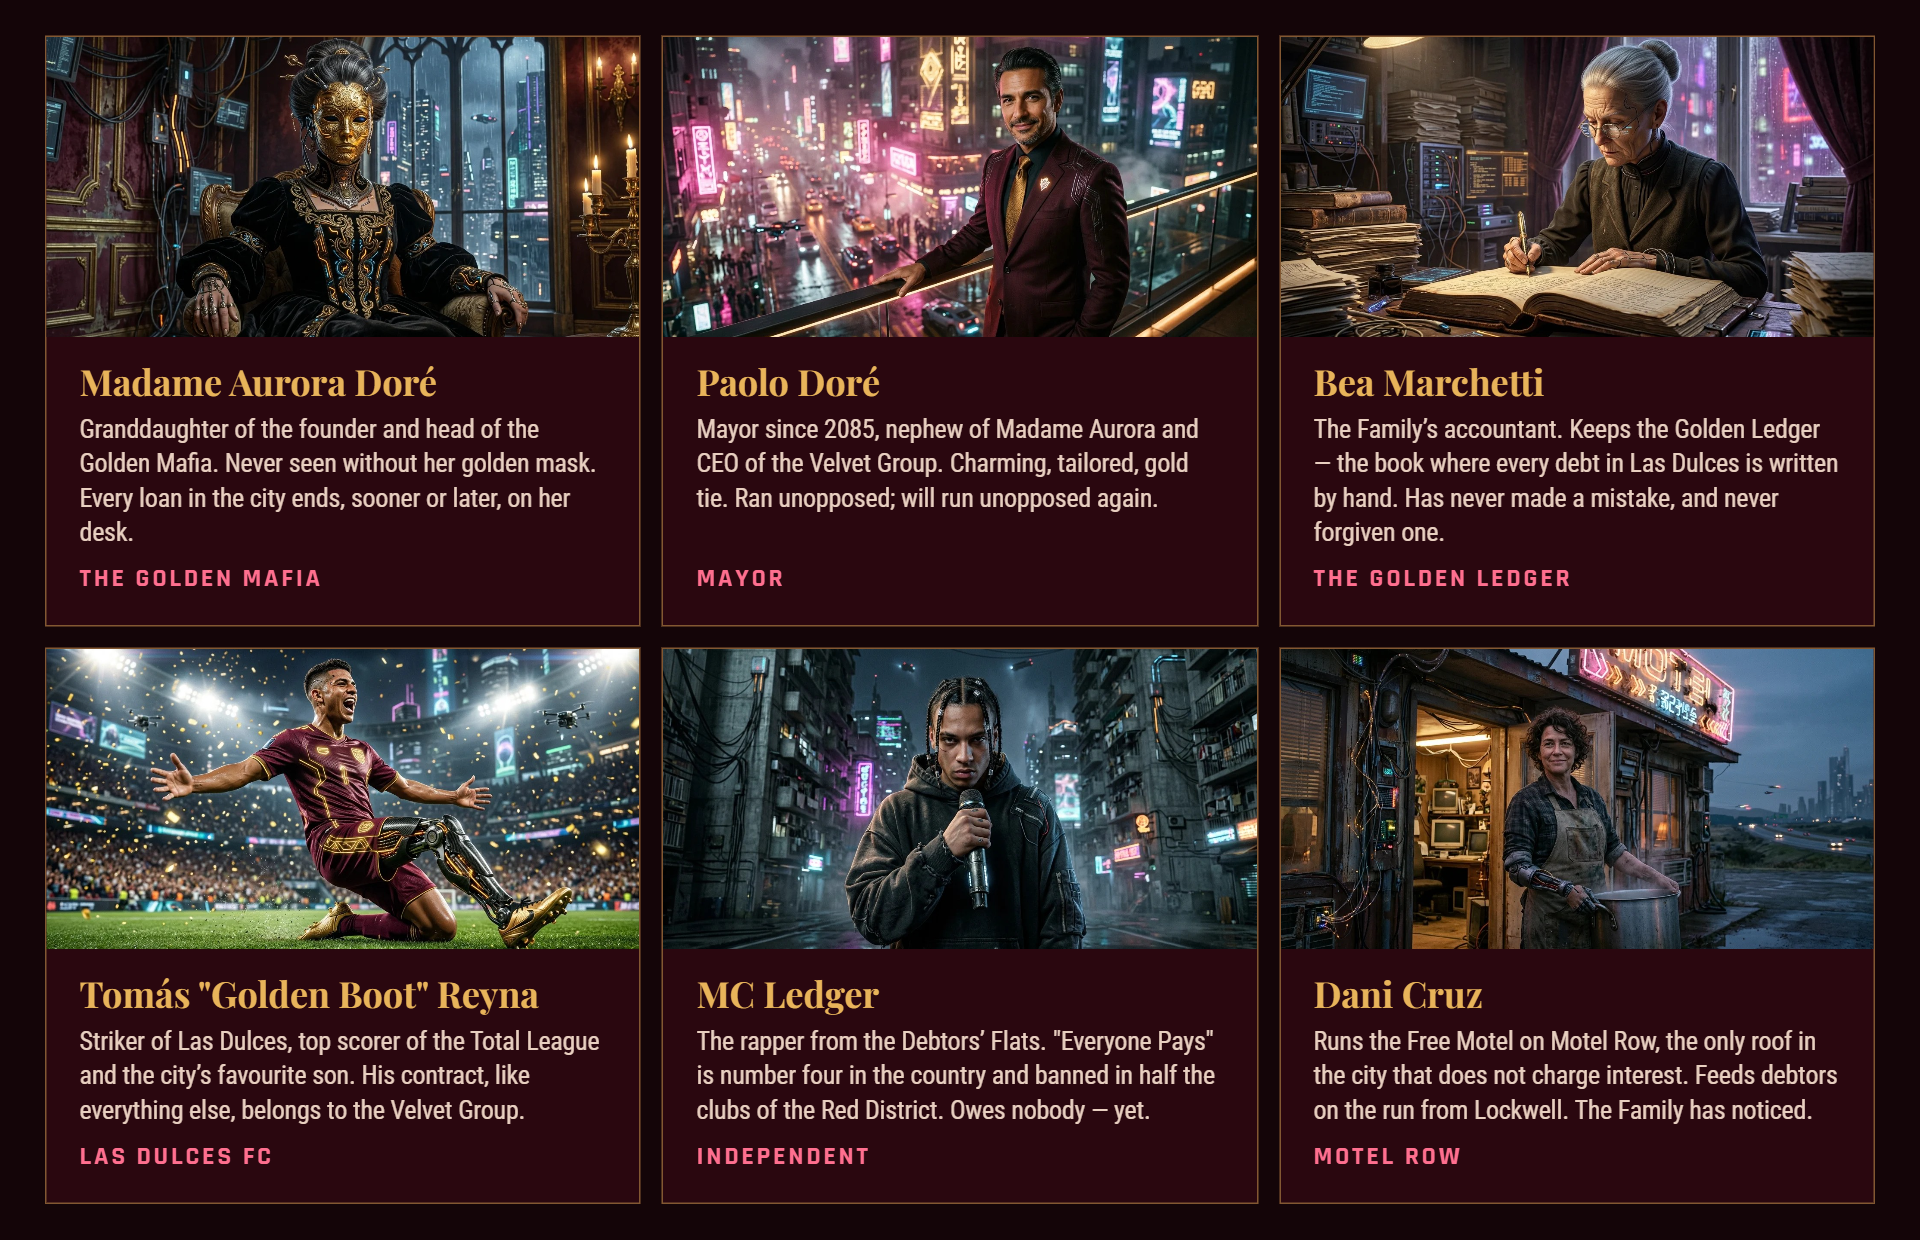 Madame Aurora Doré
Granddaughter of the founder and head of the
Golden Mafia. Never seen without her golden mask.
Every loan in the city ends, sooner or later, on her
desk.
THE GOLDEN MAFIA
Paolo Doré
Mayor since 2085, nephew of Madame Aurora and
CEO of the Velvet Group. Charming, tailored, gold
tie. Ran unopposed; will run unopposed again.
MAYOR
Bea Marchetti
The Family’s accountant. Keeps the Golden Ledger
— the book where every debt in Las Dulces is written
by hand. Has never made a mistake, and never
forgiven one.
THE GOLDEN LEDGER
Tomás "Golden Boot" Reyna
Striker of Las Dulces, top scorer of the Total League
and the city’s favourite son. His contract, like
everything else, belongs to the Velvet Group.
LAS DULCES FC
MC Ledger
The rapper from the Debtors’ Flats. "Everyone Pays"
is number four in the country and banned in half the
clubs of the Red District. Owes nobody — yet.
INDEPENDENT
MOTEL
Dani Cruz
Runs the Free Motel on Motel Row, the only roof in
the city that does not charge interest. Feeds debtors
on the run from Lockwell. The Family has noticed.
MOTEL ROW